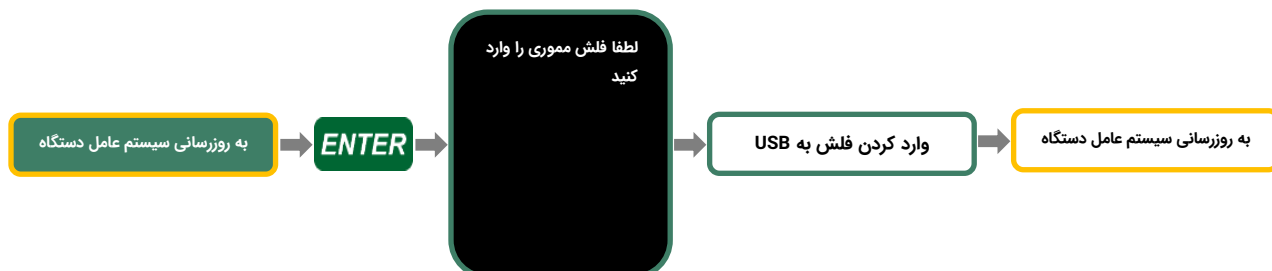 به روزرسانی سیستم عامل دستگاه
ENTER
لطفا فلش مموری را وارد
کنید
وارد کردن فلش به USB
به روزرسانی سیستم عامل دستگاه